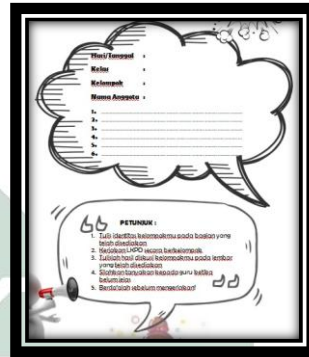 Hari/Tanggal :
Kelas :
Kelompok :
Nama Anggota :
1.
2.
3.
4.
5.
6.
PETUNJUK :
1. Tulis identitas kelompokmu pada bagian yang
telah disediakan
2. Kerjakan LKPD secara berkelompok
3. Tulislah hasil diskusi kelompokmu pada lembar
yang telah disediakan
4. Silahkan tanyakan kepada guru ketika
belum jelas
5. Berdo'alah sebelum mengerjakan!